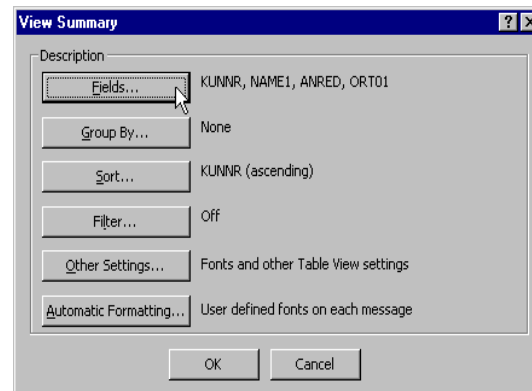 View Summary
Description
Fields... KUNNR, NAME1, ANRED, ORT01
Group By... None
Sort... KUNNR (ascending)
Filter... Off
Other Settings... Fonts and other Table View settings
Automatic Formatting... User defined fonts on each message
OK Cancel